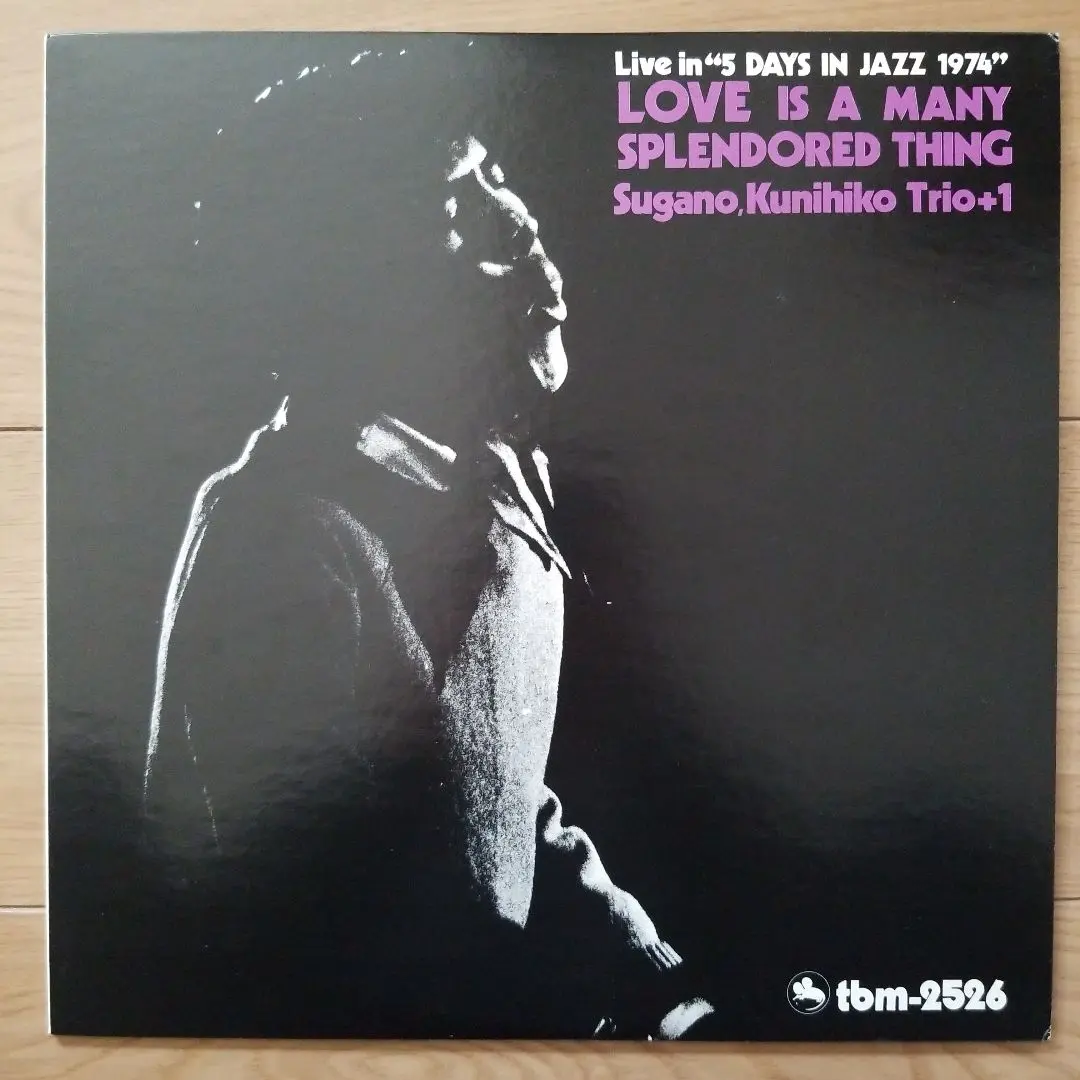 Live in “5 DAYS IN JAZZ 1974”
LOVE IS A MANY
SPLENDORED THING
Sugano, Kunihiko Trio+1
tbm-2526